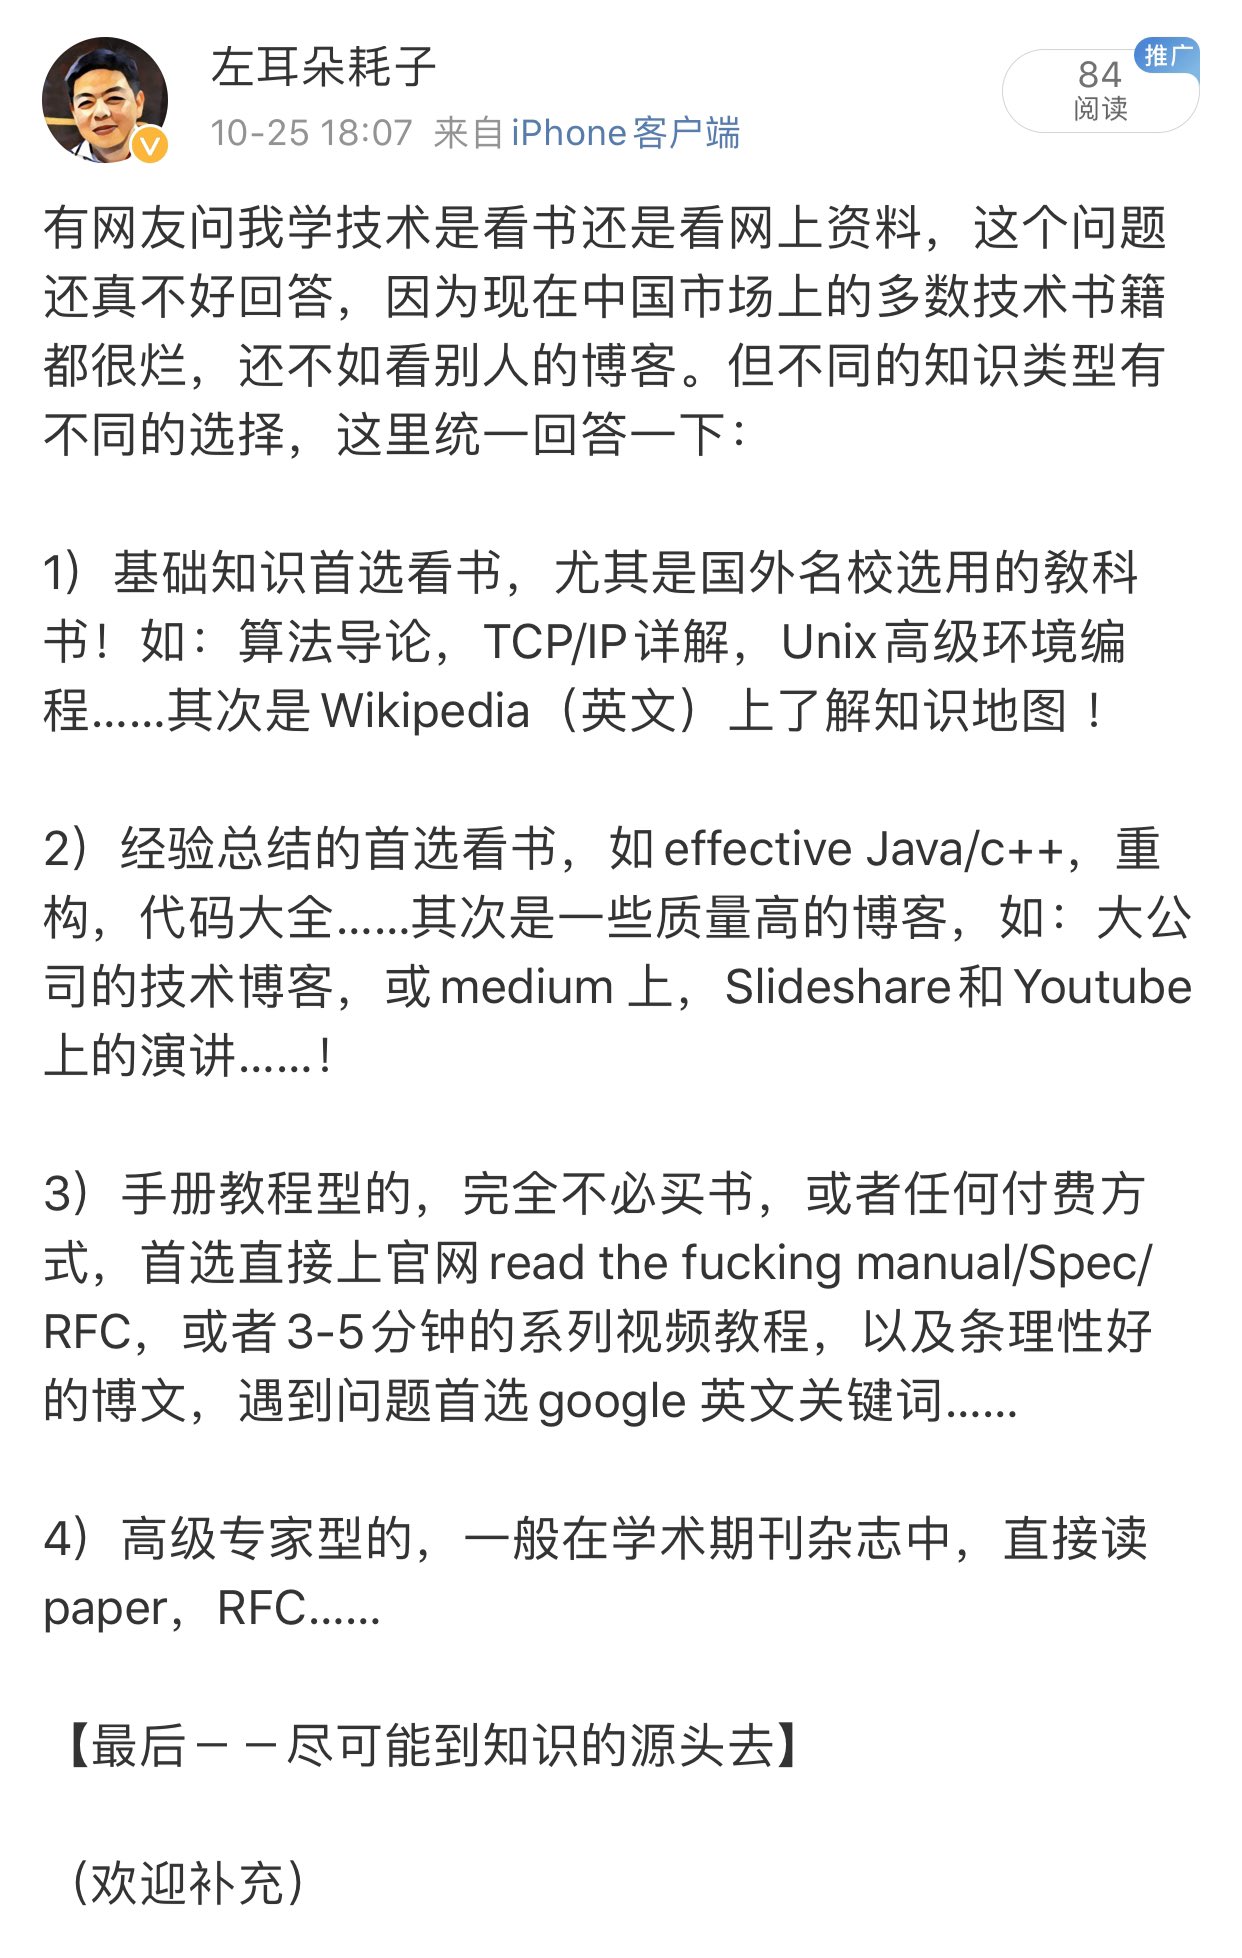 左耳朵耗子
10-25 18:07 来自 iPhone客户端
推广
84
阅读
有网友问我学技术是看书还是看网上资料，这个问题
还真不好回答，因为现在中国市场上的多数技术书籍
都很烂，还不如看别人的博客。但不同的知识类型有
不同的选择，这里统一回答一下：
1）基础知识首选看书，尤其是国外名校选用的教科
书！如：算法导论，TCP/IP详解，Unix高级环境编
程……其次是Wikipedia（英文）上了解知识地图！
2）经验总结的首选看书，如effective Java/c++，重
构，代码大全……其次是一些质量高的博客，如：大公
司的技术博客，或medium 上，Slideshare和Youtube
上的演讲……！
3）手册教程型的，完全不必买书，或者任何付费方
式，首选直接上官网read the fucking manual/Spec/
RFC，或者3-5分钟的系列视频教程，以及条理性好
的博文，遇到问题首选google 英文关键词……
4）高级专家型的，一般在学术期刊杂志中，直接读
paper，RFC……
【最后－－尽可能到知识的源头去】
（欢迎补充）